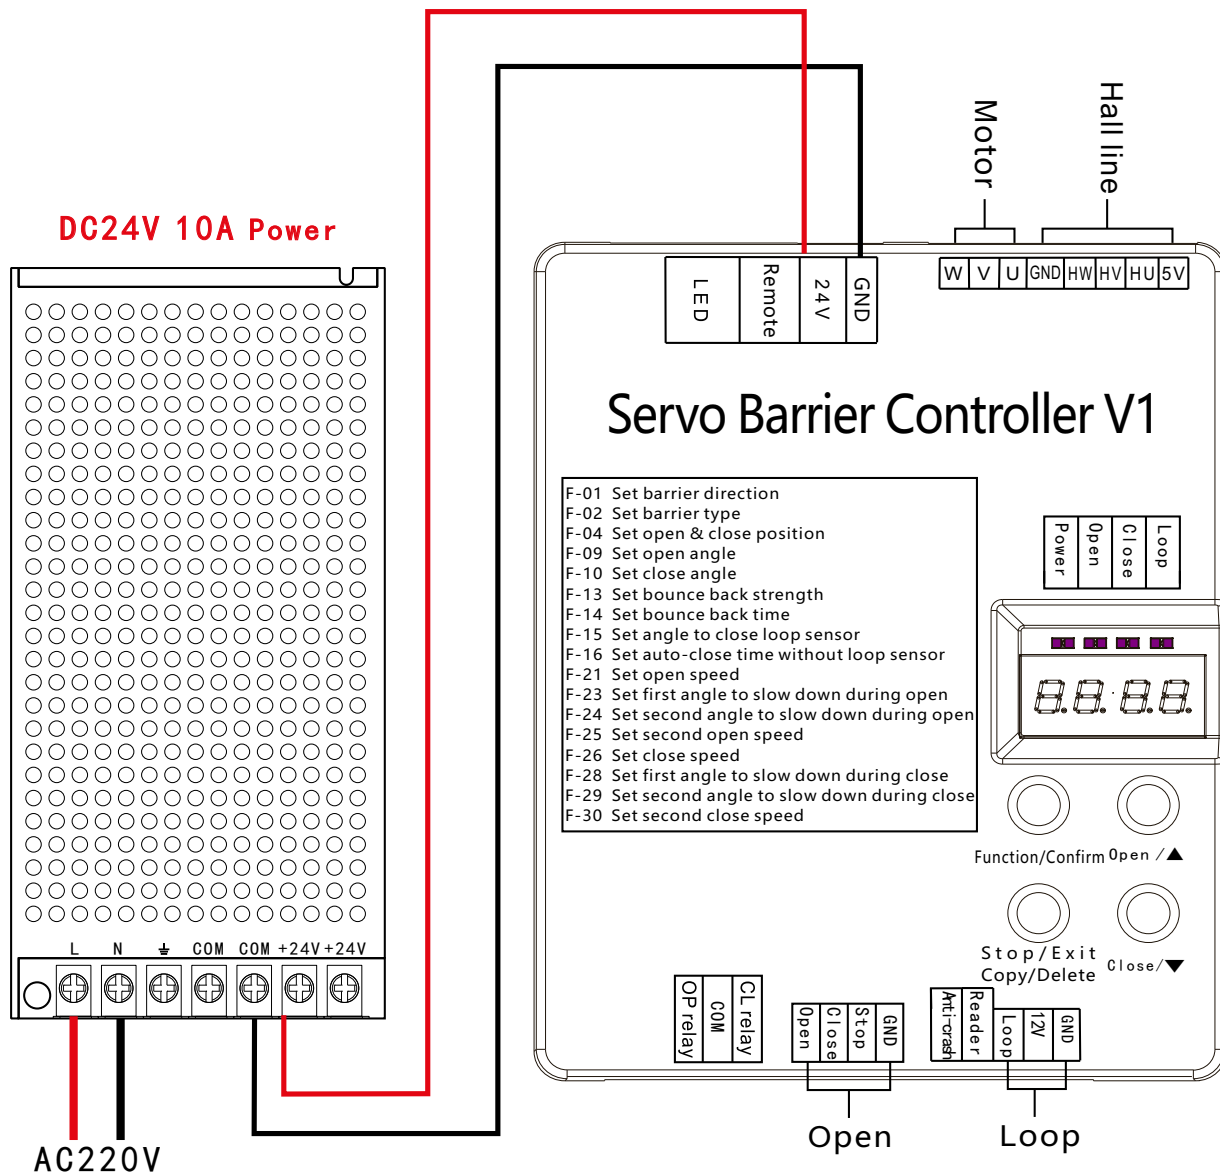 Motor
Hall line
DC24V 10A Power
LED
Remote
24V
GND
W V U GND HW HV HU 5V
Servo Barrier Controller V1
F-01 Set barrier direction
F-02 Set barrier type
F-04 Set open & close position
F-09 Set open angle
F-10 Set close angle
F-13 Set bounce back strength
F-14 Set bounce back time
F-15 Set angle to close loop sensor
F-16 Set auto-close time without loop sensor
F-21 Set open speed
F-23 Set first angle to slow down during open
F-24 Set second angle to slow down during open
F-25 Set second open speed
F-26 Set close speed
F-28 Set first angle to slow down during close
F-29 Set second angle to slow down during close
F-30 Set second close speed
Power
Open
Close
Loop
88.88
Function/Confirm
Open /▲
Stop/Exit
Copy/Delete
Close/▼
L N ⏚ COM COM +24V +24V
OP relay
COM
CL relay
Open
Close
Stop
GND
Anti-crash
Reader
Loop
12V
GND
Open
Loop
AC220V